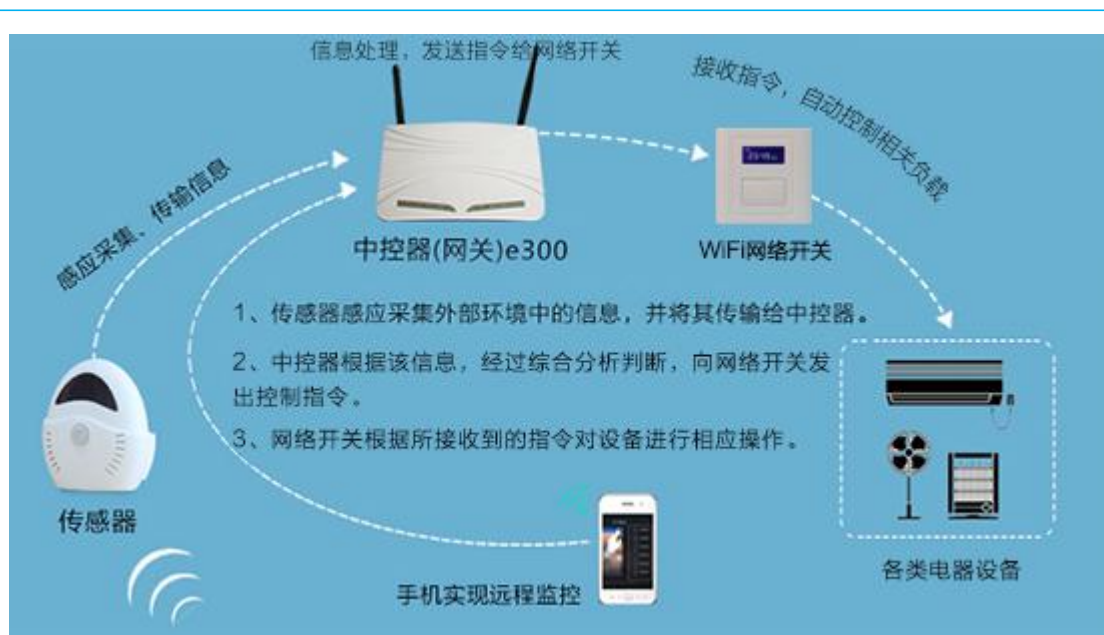 信息处理，发送指令给网络开关
接收指令，自动控制相关负载
感应采集、传输信息
中控器(网关)e300
WiFi网络开关
1、传感器感应采集外部环境中的信息，并将其传输给中控器。
2、中控器根据该信息，经过综合分析判断，向网络开关发
出控制指令。
3、网络开关根据所接收到的指令对设备进行相应操作。
传感器
手机实现远程监控
各类电器设备